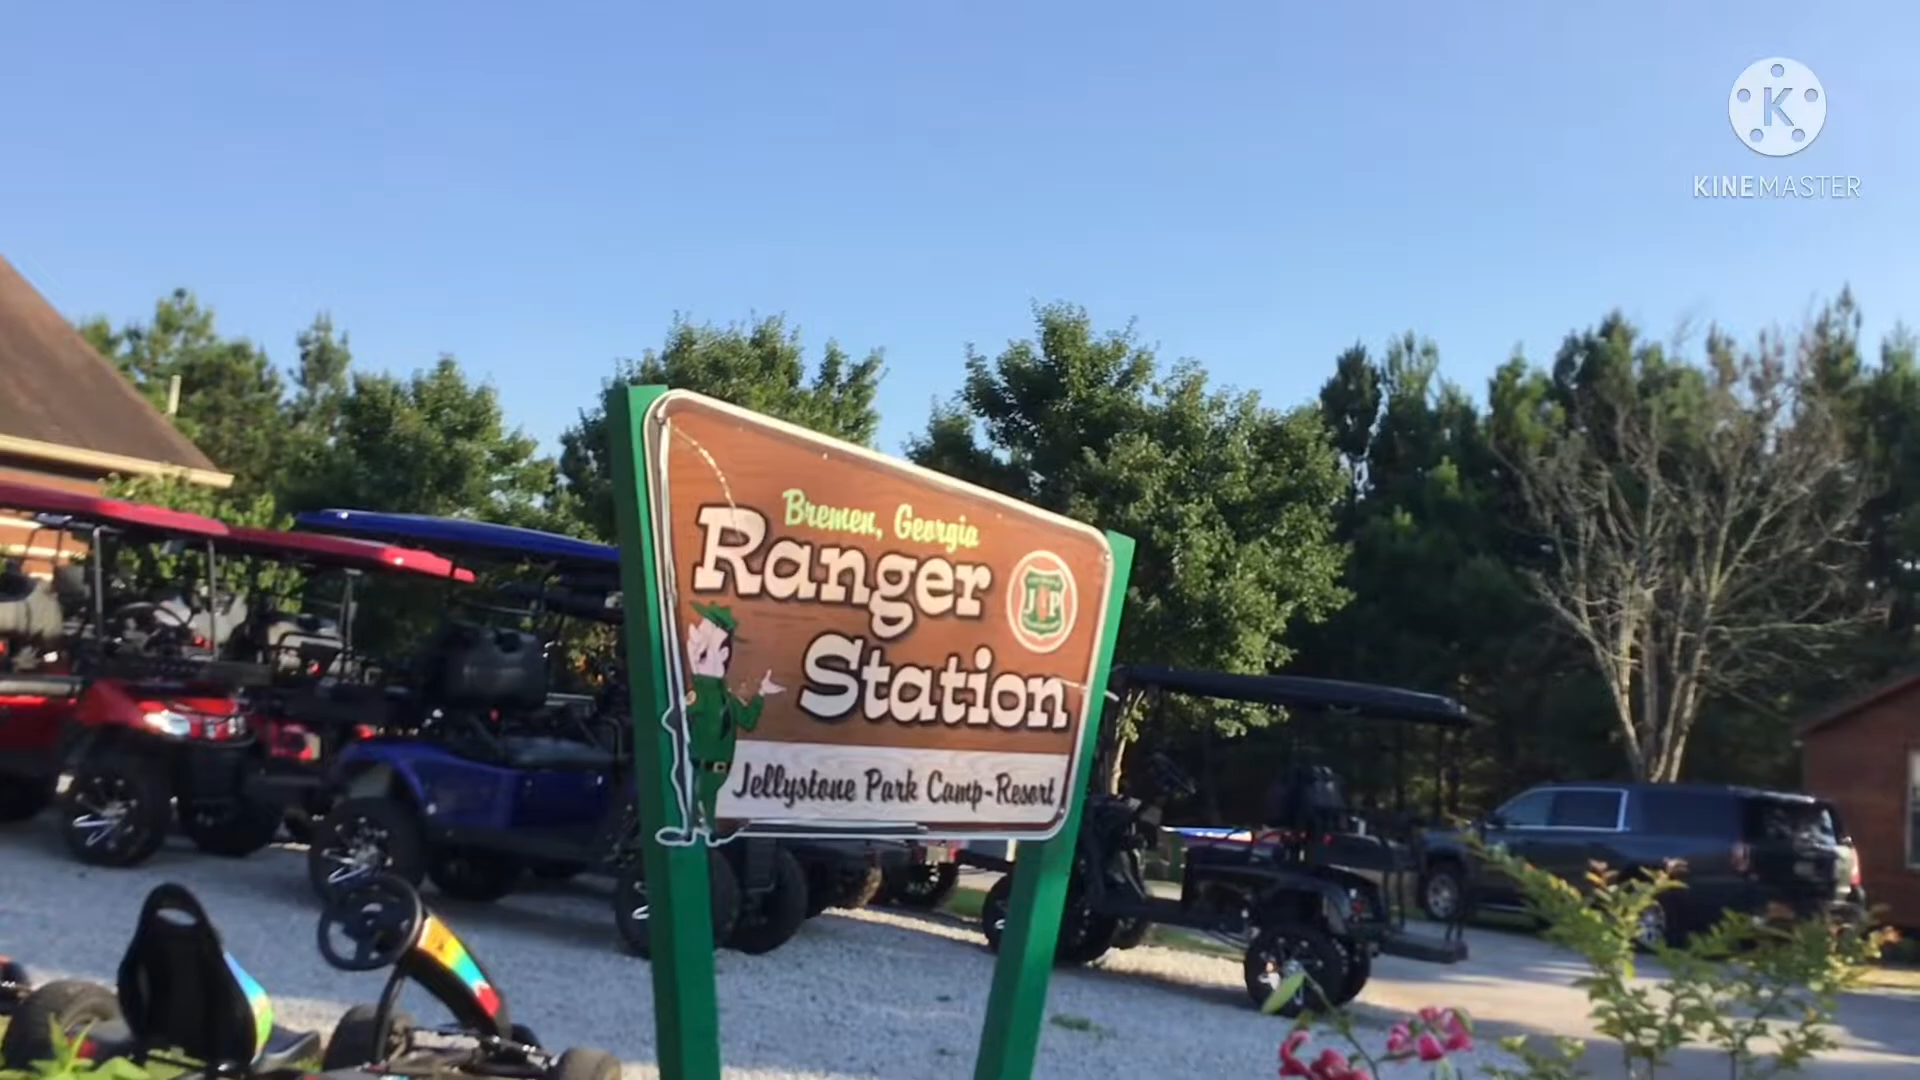 K
KINEMASTER
Bremen, Georgia
Ranger
J P
Station
Jellystone Park Camp-Resort